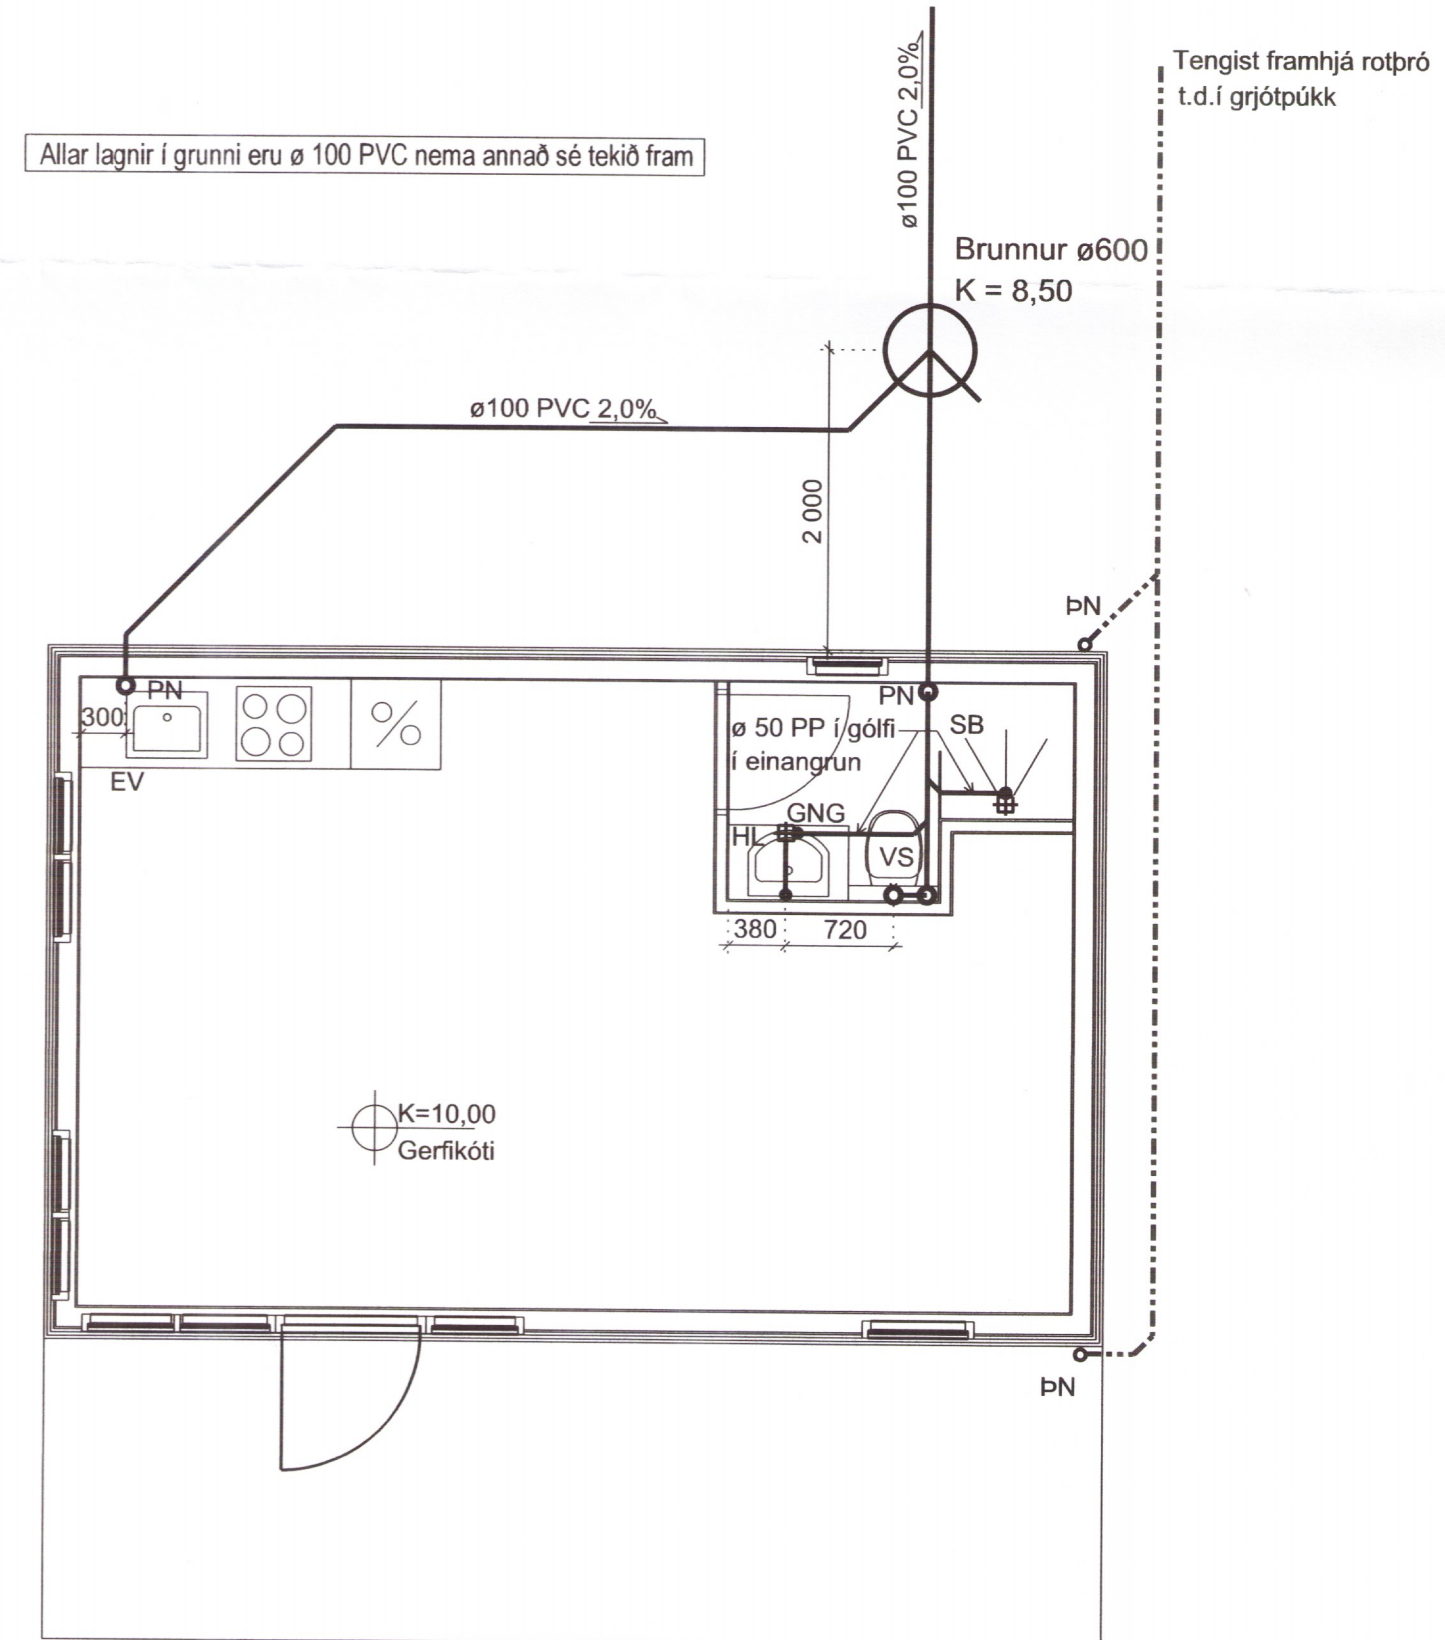 Tengist framhjá rotþró
t.d.í grjótpúkk
Allar lagnir í grunni eru ø 100 PVC nema annað sé tekið fram
ø100 PVC 2,0%
Brunnur ø600
K = 8,50
ø100 PVC 2,0%
2 000
ÞN
PN
300
EV
PN
SB
ø 50 PP í gólfi
í einangrun
GNG
HL
VS
380
720
K=10,00
Gerfikóti
ÞN